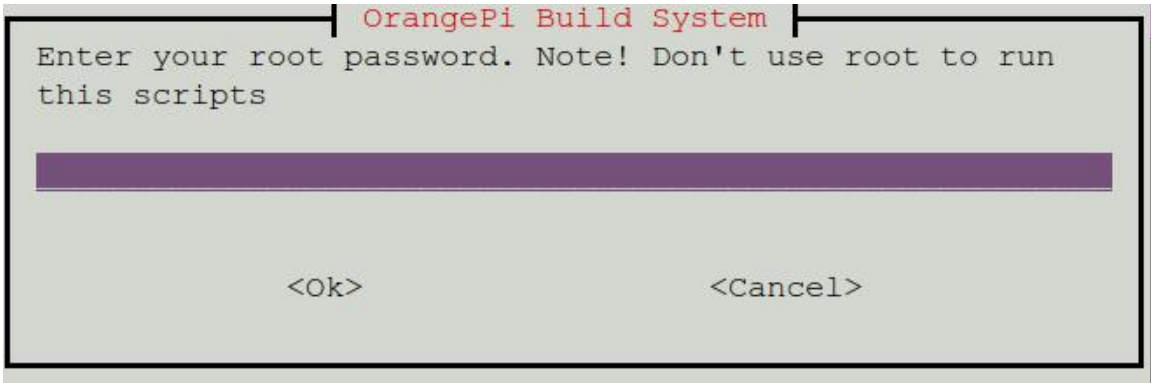 OrangePi Build System
Enter your root password. Note! Don't use root to run
this scripts
<Ok> <Cancel>